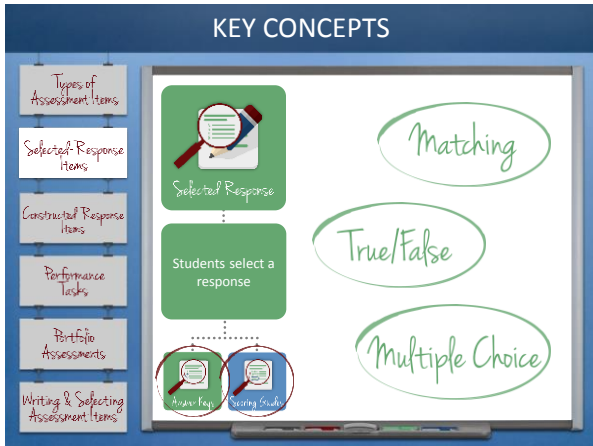 KEY CONCEPTS
Types of
Assessment Items
Selected-Response
Items
Constructed Response
Items
Performance
Tasks
Portfolio
Assessments
Writing & Selecting
Assessment Items
Selected Response
Students select a
response
Answer Keys
Scoring Guides
Matching
True/False
Multiple Choice